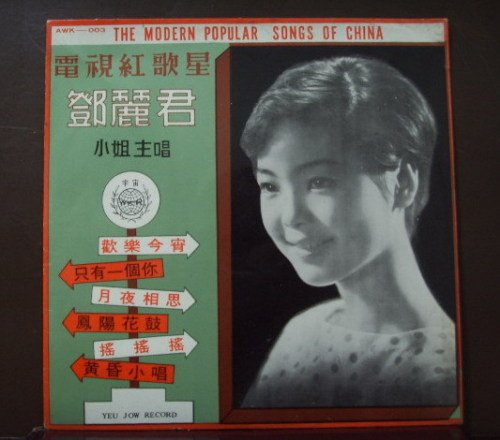 AWK—003
THE MODERN POPULAR SONGS OF CHINA
電視紅歌星
鄧麗君
小姐主唱
宇宙
歡樂今宵
只有一個你
月夜相思
鳳陽花鼓
搖搖搖
黃昏小唱
YEU JOW RECORD